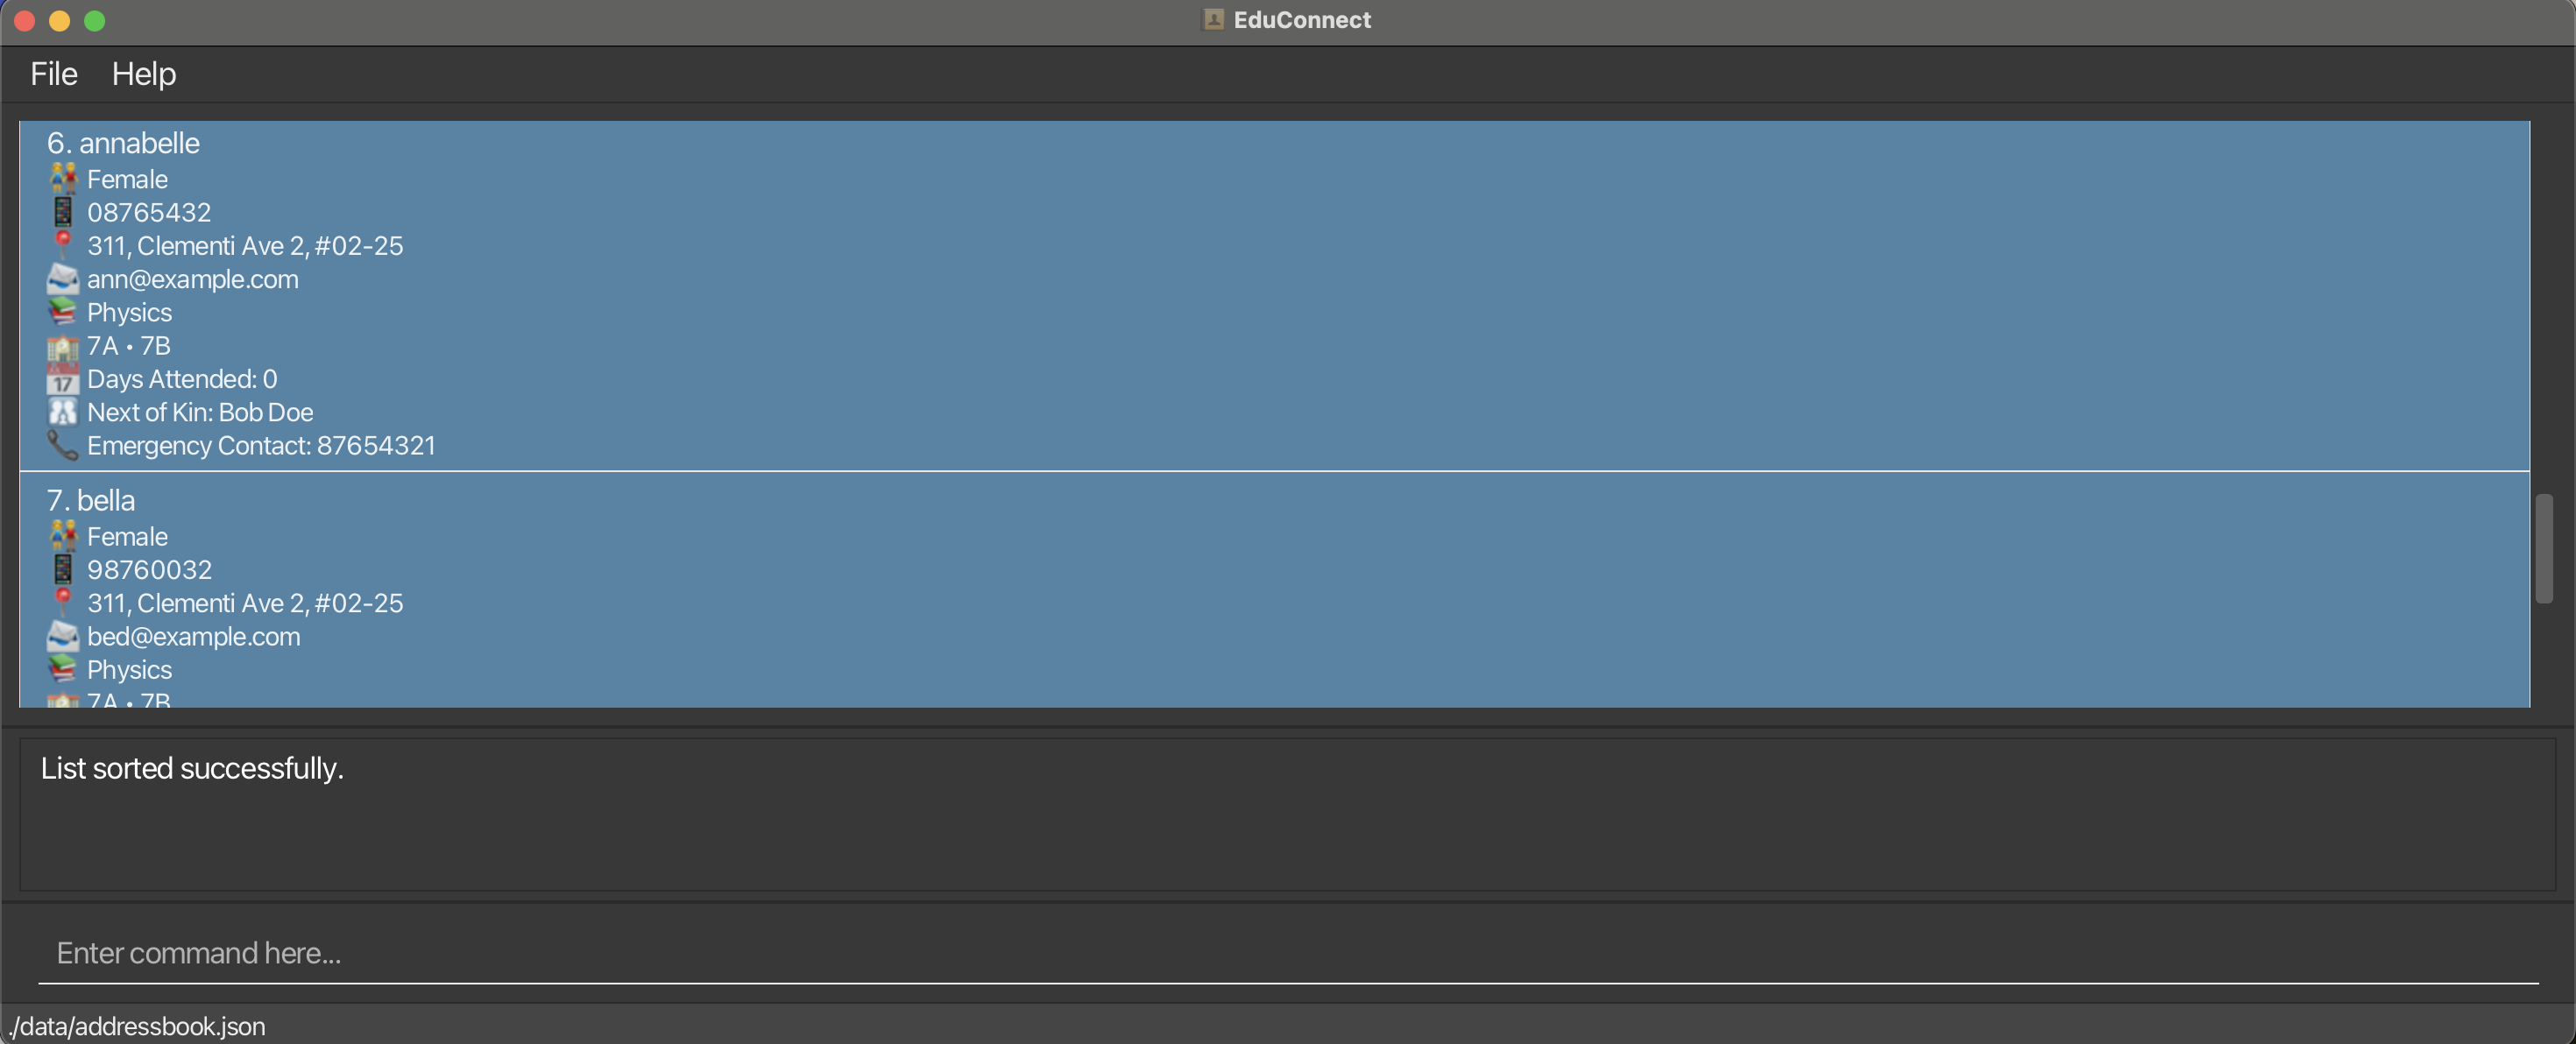 EduConnect
File Help
6. annabelle
Female
08765432
311, Clementi Ave 2, #02-25
ann@example.com
Physics
7A • 7B
17 Days Attended: 0
Next of Kin: Bob Doe
Emergency Contact: 87654321
7. bella
Female
98760032
311, Clementi Ave 2, #02-25
bed@example.com
Physics
7A • 7B
List sorted successfully.
Enter command here...
./data/addressbook.json